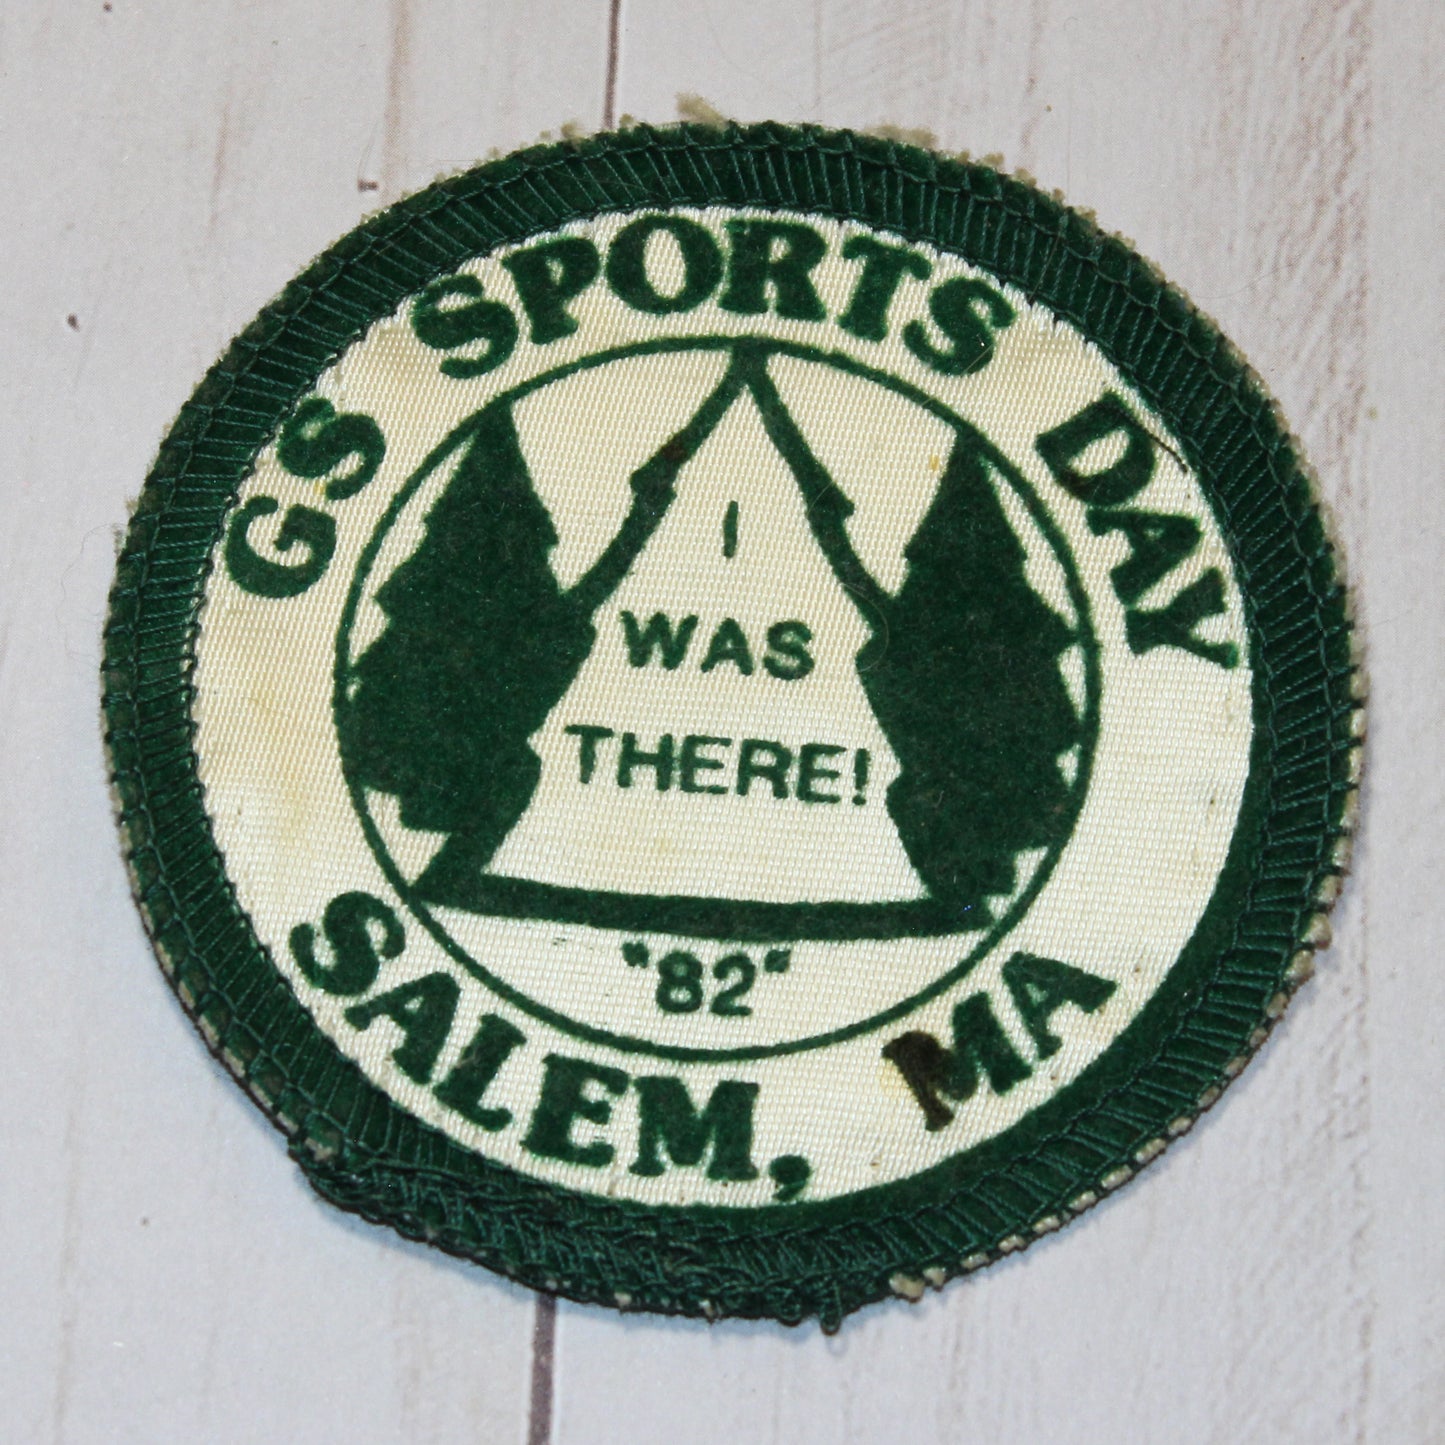 GS SPORTS DAY
I
WAS
THERE!
"82"
SALEM, MA